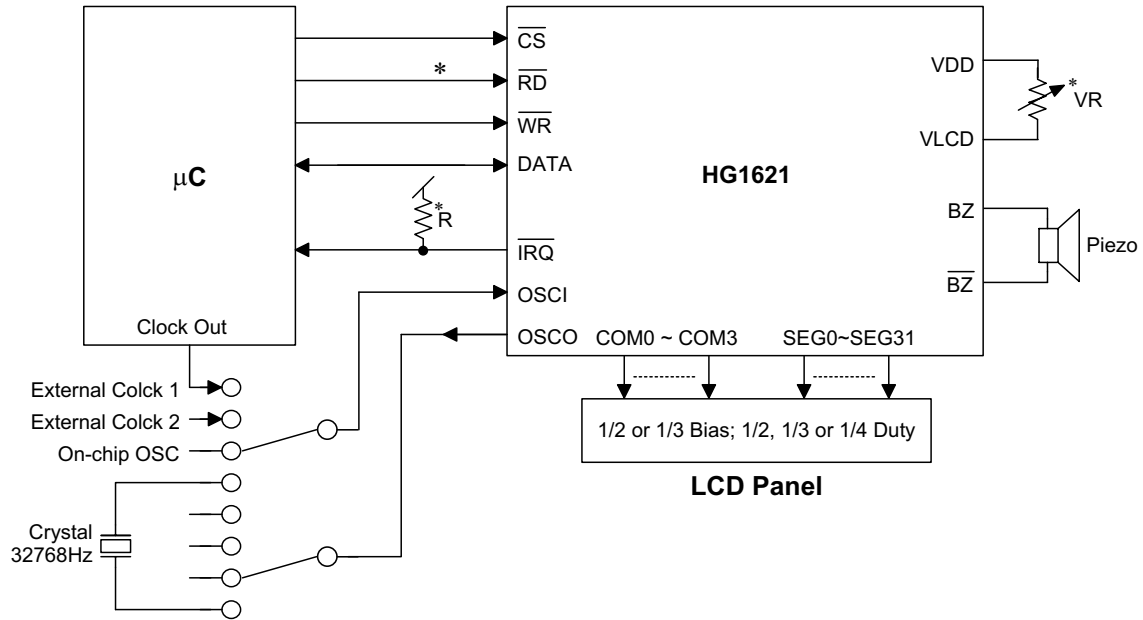 μC
Clock Out
CS
RD
*
WR
DATA
*R
IRQ
OSCI
OSCO
HG1621
COM0 ~ COM3
SEG0~SEG31
VDD
VLCD
*VR
BZ
BZ
Piezo
External Colck 1
External Colck 2
On-chip OSC
Crystal
32768Hz
1/2 or 1/3 Bias; 1/2, 1/3 or 1/4 Duty
LCD Panel